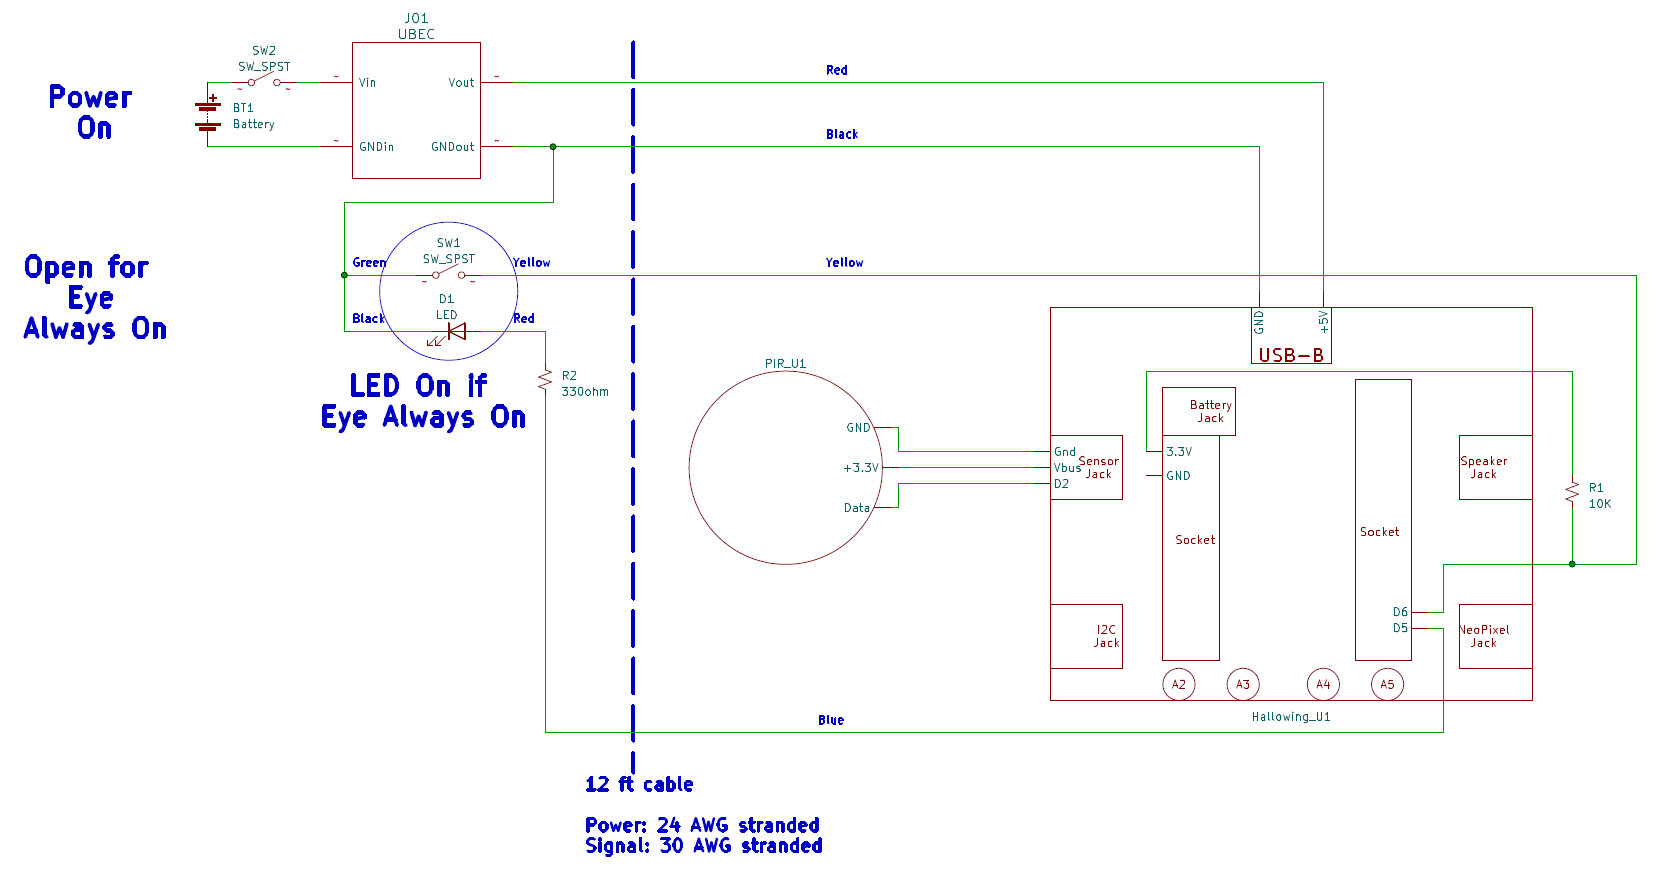 J01
UBEC
SW2
SW_SPST
~
~
~
~
Vin
Vout
Red
Power
On
+
BT1
Battery
~
~
GNDin
GNDout
Black
Open for
Eye
Always On
SW1
SW_SPST
Green
Yellow
Yellow
~
~
D1
LED
Black
Red
LED On if
Eye Always On
R2
330ohm
GND
+5V
USB-B
PIR_U1
GND
+3.3V
Data
Gnd
Vbus
D2
Sensor
Jack
Battery
Jack
3.3V
GND
Socket
Socket
Speaker
Jack
R1
10K
D6
D5
I2C
Jack
NeoPixel
Jack
A2
A3
A4
A5
Hallowing_U1
Blue
12 ft cable
Power: 24 AWG stranded
Signal: 30 AWG stranded